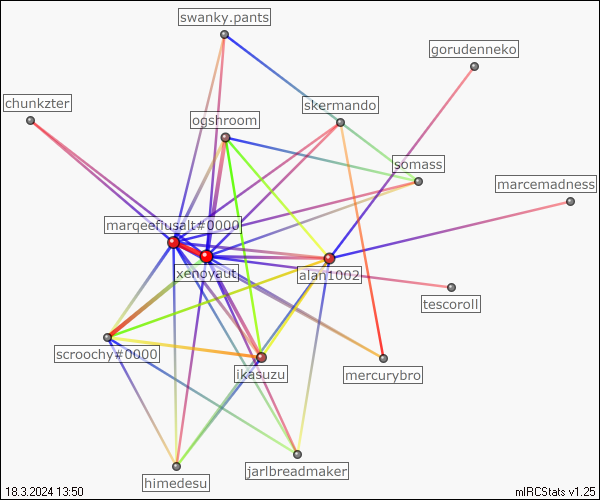 swanky.pants
gorudenneko
chunkzter
skermando
ogshroom
somass
marcemadness
marqeefiusalt#0000
xenoyaut
alan1002
tescoroll
scroochy#0000
ikasuzu
mercurybro
jarlbreadmaker
himedesu
18.3.2024 13:50
mIRCStats v1.25